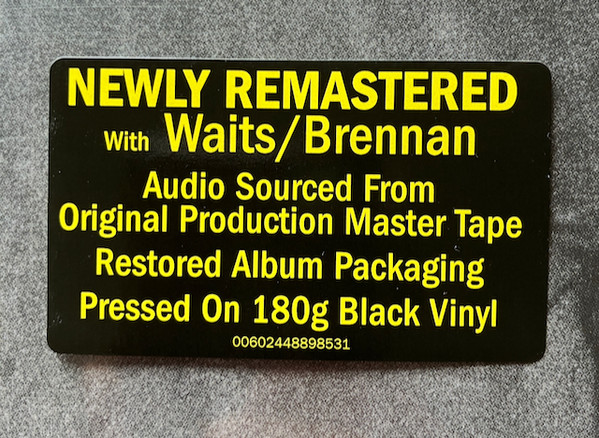 NEWLY REMASTERED
With Waits/Brennan
Audio Sourced From
Original Production Master Tape
Restored Album Packaging
Pressed On 180g Black Vinyl
00602448898531